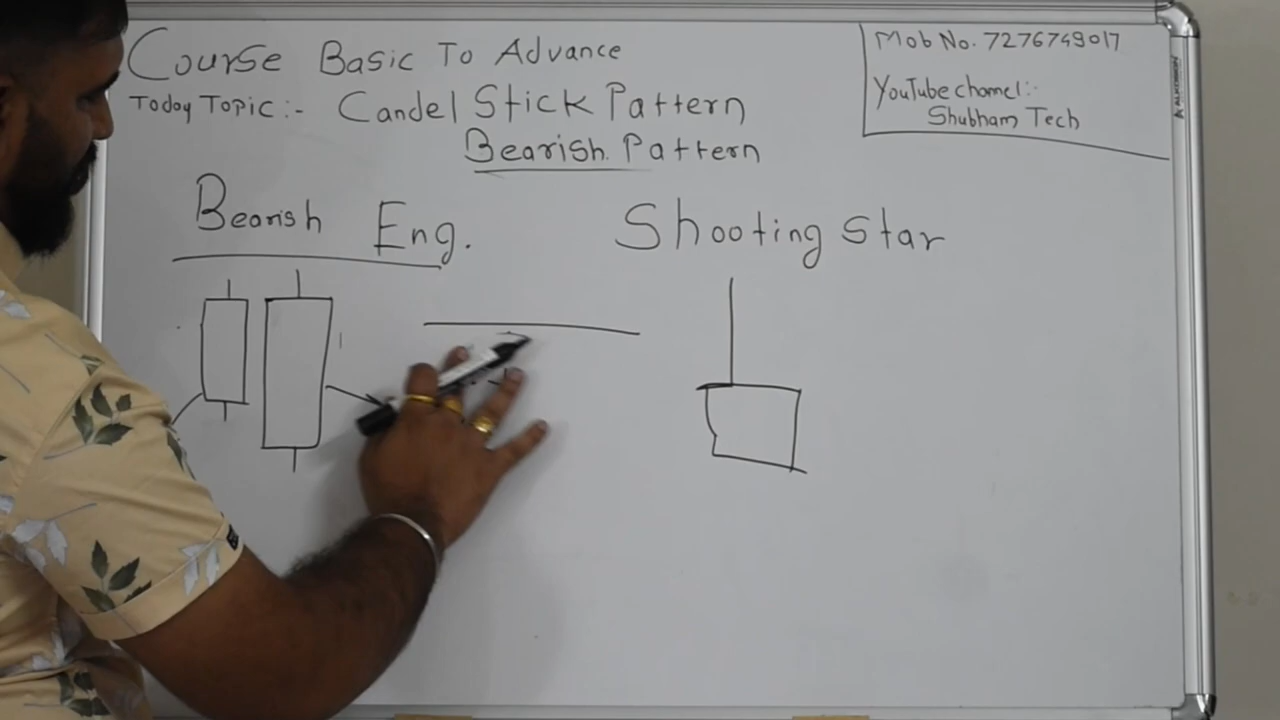 Course Basic To Advance
Today Topic:- Candel Stick Pattern
Bearish Pattern
Mob No. 7276749017
YouTube channel:-
Shubham Tech
Bearish Eng.
Shooting Star